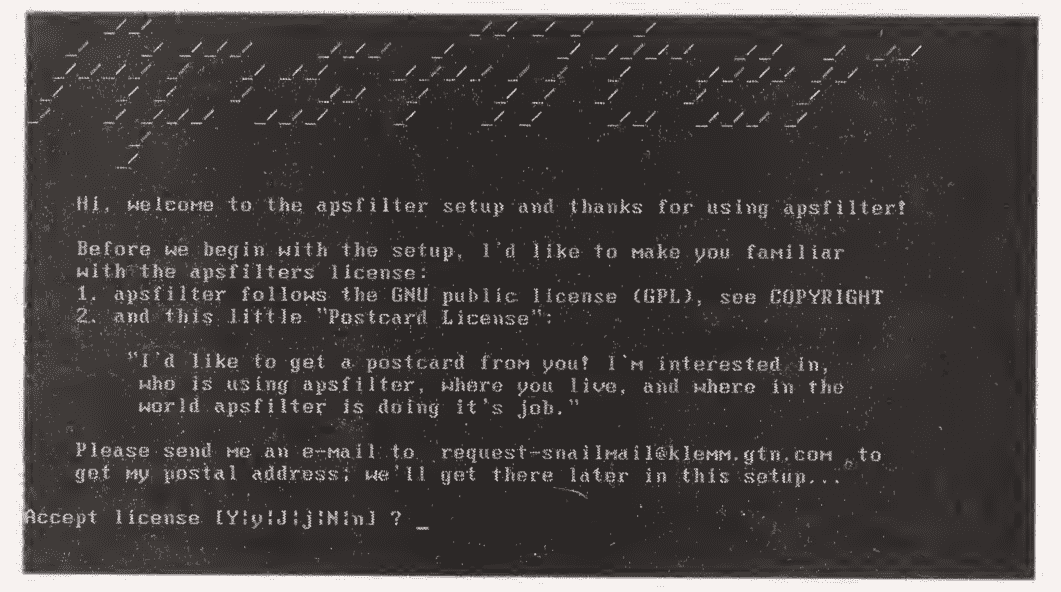 Hi, welcome to the apsfilter setup and thanks for using apsfilter!
Before we begin with the setup, I'd like to make you familiar
with the apsfilters license:
1. apsfilter follows the GNU public license (GPL), see COPYRIGHT
2. and this little "Postcard License":
"I'd like to get a postcard from you! I`m interested in,
who is using apsfilter, where you live, and where in the
world apsfilter is doing it's job."
Please send me an e-mail to request-snailmail@klemm.gtn.com to
get my postal address; we'll get there later in this setup...
Accept license [Y¦y¦J¦j¦N¦n] ? _